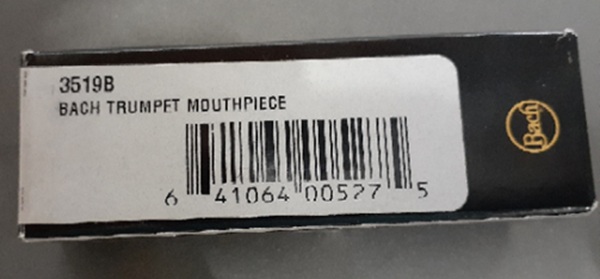 3519B
BACH TRUMPET MOUTHPIECE
6 41064 00527 5
Bach